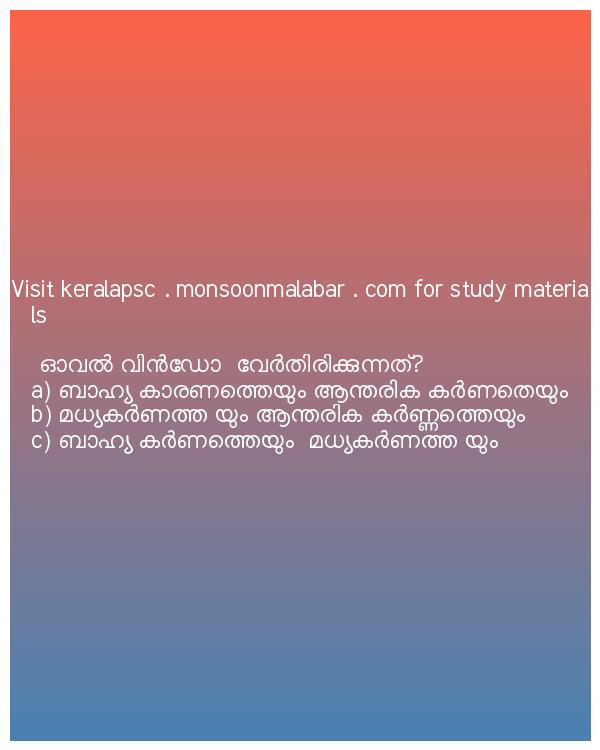 Visit keralapsc . monsoonmalabar . com for study materia
ls
ഓവൽ വിൻഡോ വേർതിരിക്കുന്നത്?
a) ബാഹ്യ കാരണത്തെയും ആന്തരിക കർണതെയും
b) മധ്യകർണത്ത യും ആന്തരിക കർണ്ണത്തെയും
c) ബാഹ്യ കർണത്തെയും മധ്യകർണത്ത യും